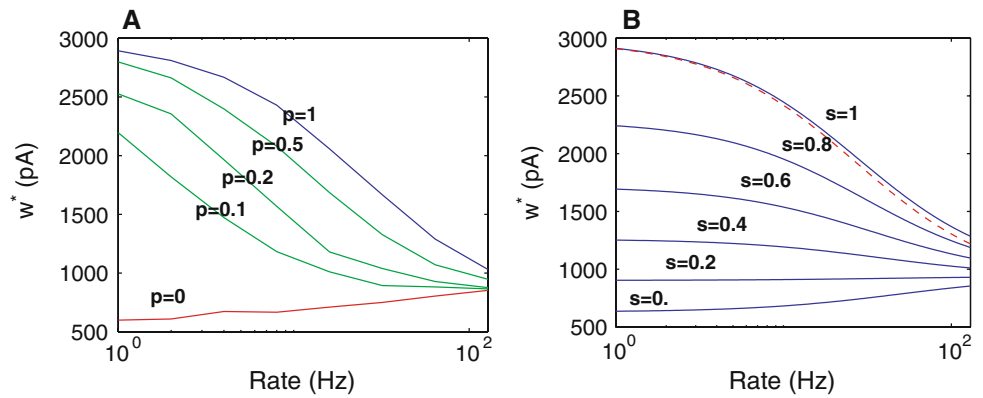 A
3000
2500
2000
1500
1000
500
w* (pA)
p=1
p=0.5
p=0.2
p=0.1
p=0
10^0
10^2
Rate (Hz)
B
3000
2500
2000
1500
1000
500
w* (pA)
s=1
s=0.8
s=0.6
s=0.4
s=0.2
s=0.
10^0
10^2
Rate (Hz)